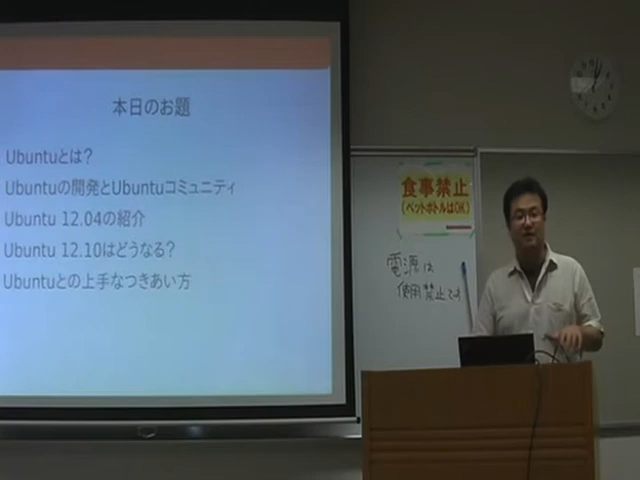 本日のお題
Ubuntuとは？
Ubuntuの開発とUbuntuコミュニティ
Ubuntu 12.04の紹介
Ubuntu 12.10はどうなる？
Ubuntuとの上手なつきあい方
食事禁止
（ペットボトルはOK）
電源は
使用禁止です